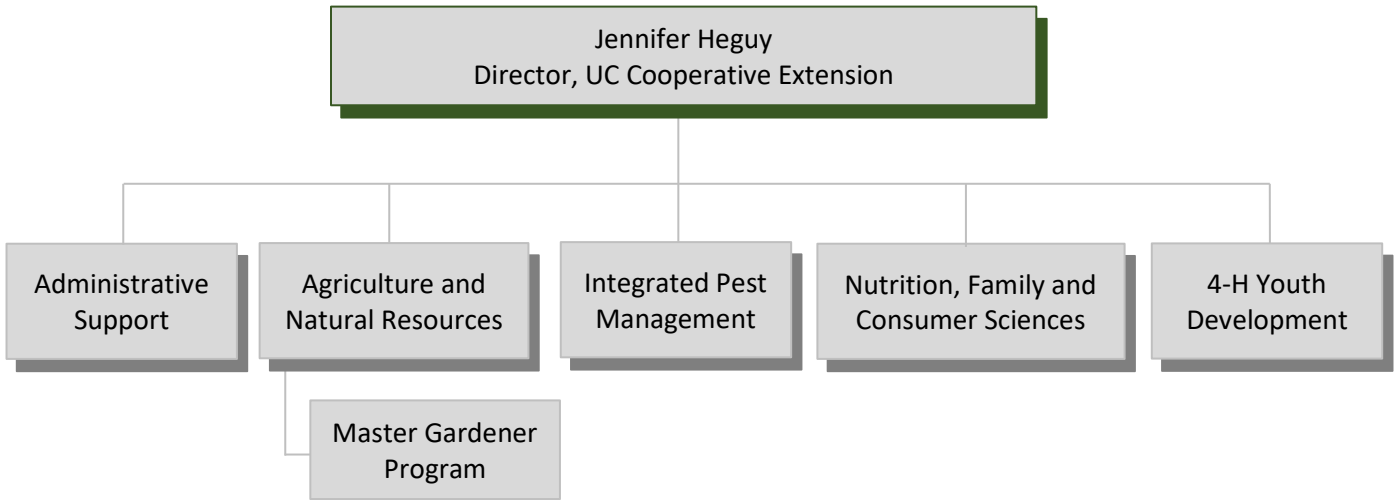 Jennifer Heguy
Director, UC Cooperative Extension
Administrative
Support
Agriculture and
Natural Resources
Integrated Pest
Management
Nutrition, Family and
Consumer Sciences
4-H Youth
Development
Master Gardener
Program